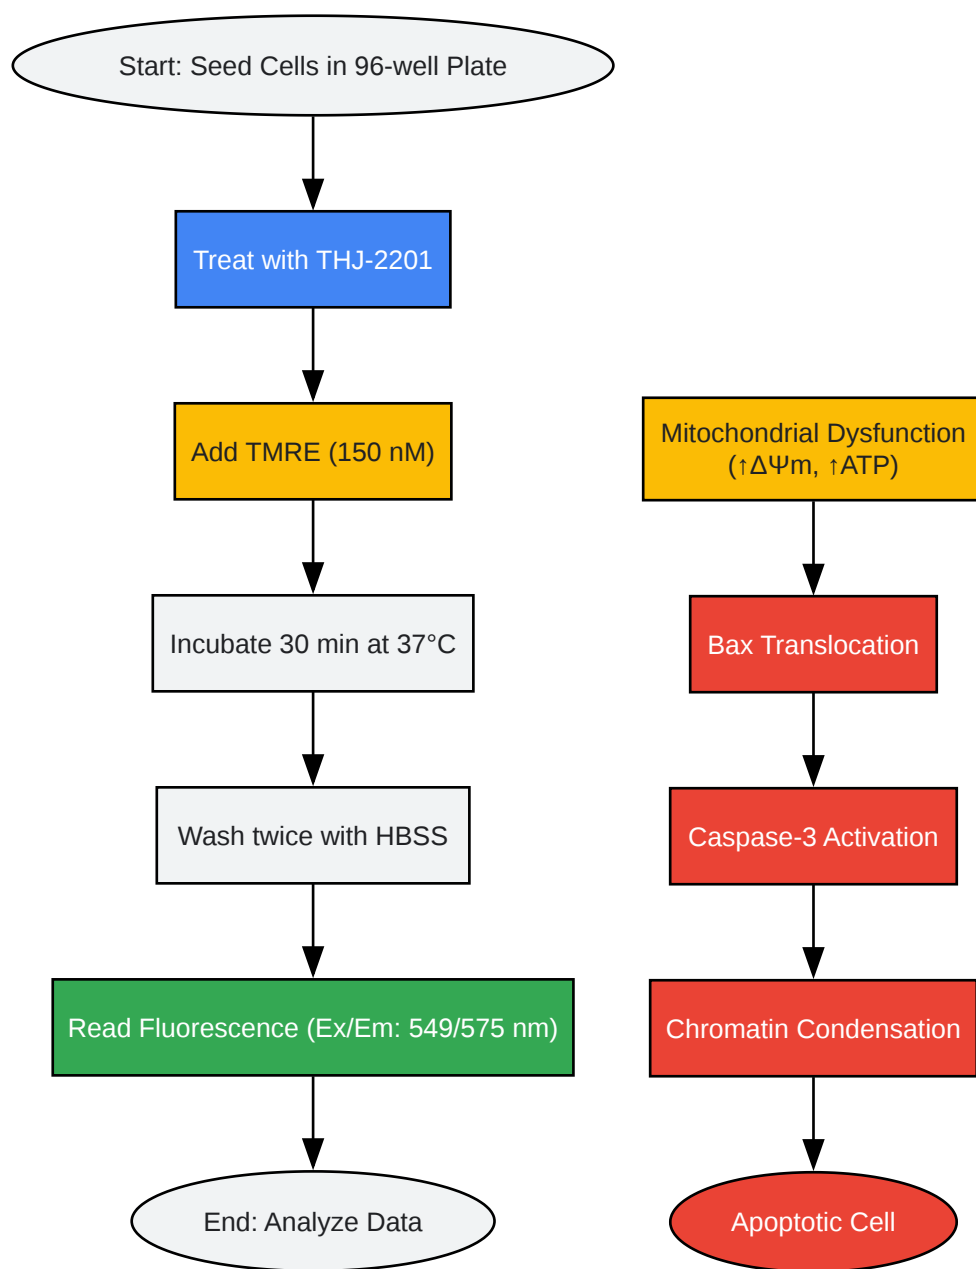 Start: Seed Cells in 96-well Plate
Treat with THJ-2201
Add TMRE (150 nM)
Incubate 30 min at 37°C
Wash twice with HBSS
Read Fluorescence (Ex/Em: 549/575 nm)
End: Analyze Data
Mitochondrial Dysfunction
(↑ΔΨm, ↑ATP)
Bax Translocation
Caspase-3 Activation
Chromatin Condensation
Apoptotic Cell